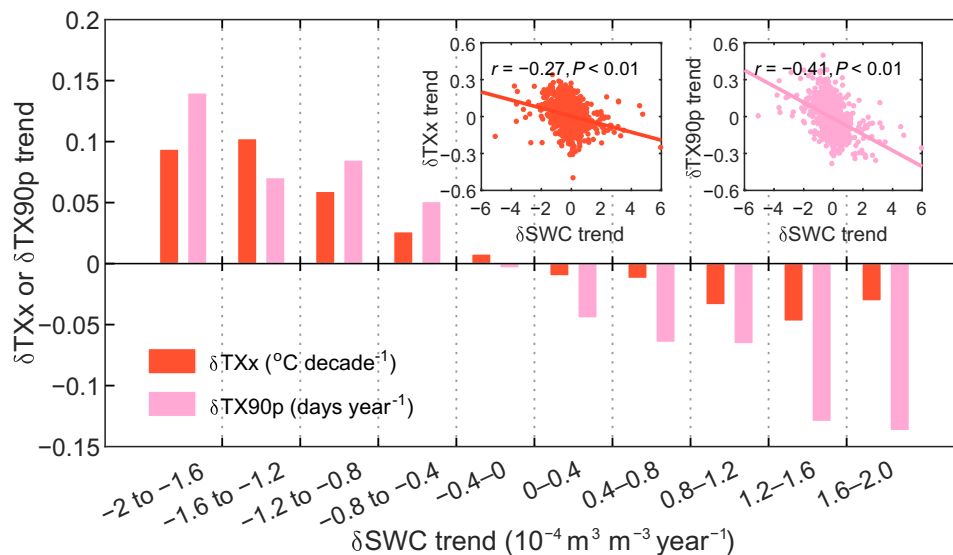 δTXx or δTX90p trend
0.2
0.15
0.1
0.05
0
−0.05
−0.1
−0.15
δTXx (°C decade⁻¹)
δTX90p (days year⁻¹)
−2 to −1.6
−1.6 to −1.2
−1.2 to −0.8
−0.8 to −0.4
−0.4–0
0–0.4
0.4–0.8
0.8–1.2
1.2–1.6
1.6–2.0
δSWC trend (10⁻⁴ m³ m⁻³ year⁻¹)
δTXx trend
0.6
0.3
0
−0.3
−0.6
r = −0.27, P < 0.01
−6 −4 −2 0 2 4 6
δSWC trend
δTX90p trend
0.6
0.3
0
−0.3
−0.6
r = −0.41, P < 0.01
−6 −4 −2 0 2 4 6
δSWC trend